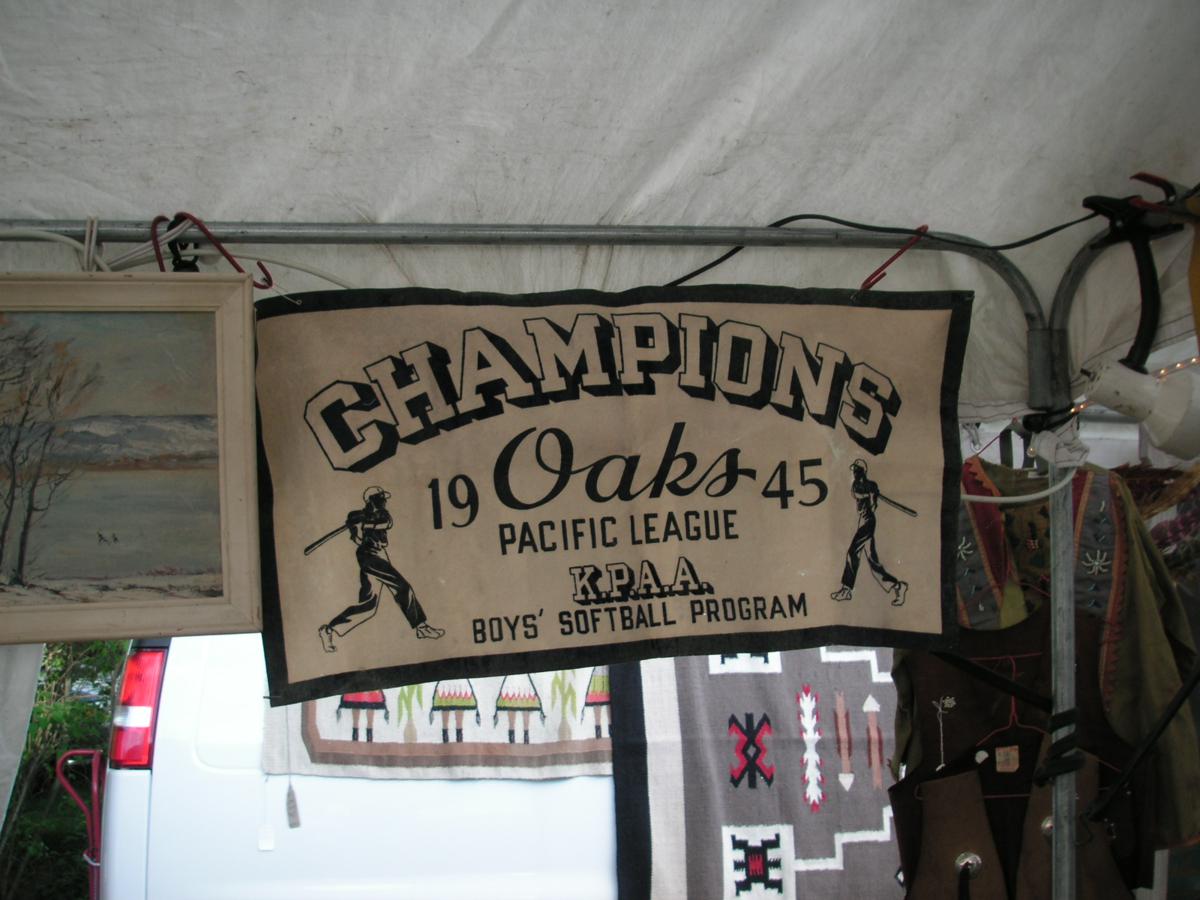 CHAMPIONS
19 Oaks 45
PACIFIC LEAGUE
K.P.A.A.
BOYS' SOFTBALL PROGRAM